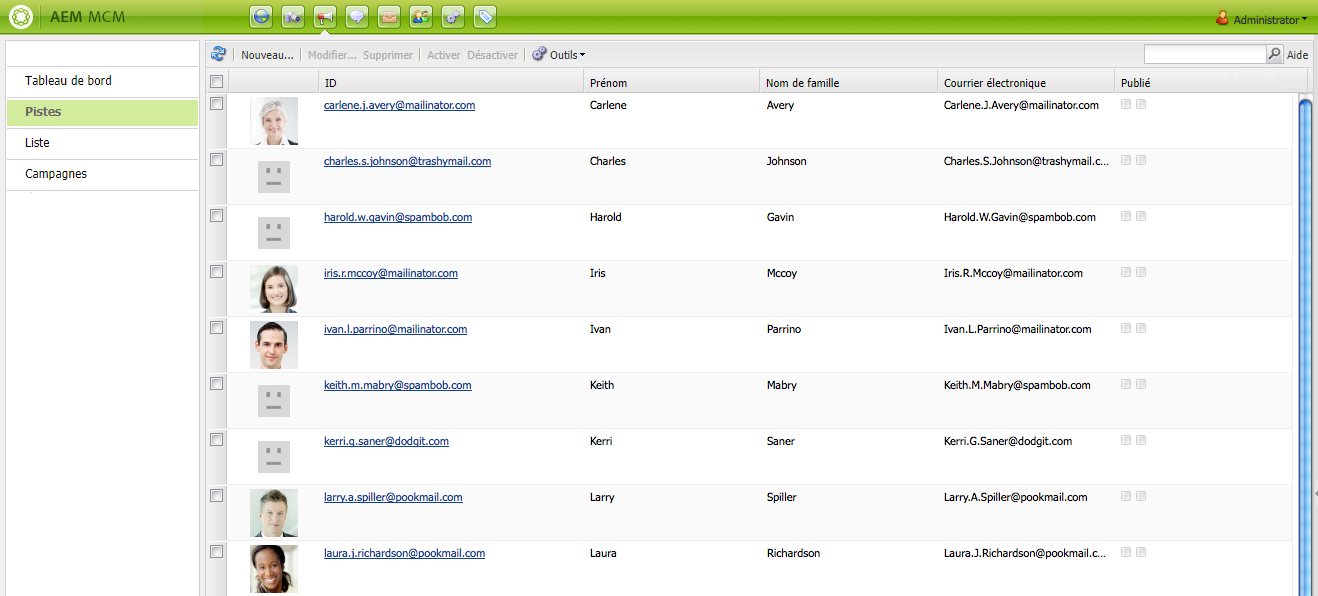 AEM MCM Administrator
Nouveau... Modifier... Supprimer Activer Désactiver Outils Aide
Tableau de bord
Pistes
Liste
Campagnes
ID Prénom Nom de famille Courrier électronique Publié
carlene.j.avery@mailinator.com Carlene Avery Carlene.J.Avery@mailinator.com
charles.s.johnson@trashymail.com Charles Johnson Charles.S.Johnson@trashymail.c...
harold.w.gavin@spambob.com Harold Gavin Harold.W.Gavin@spambob.com
iris.r.mccoy@mailinator.com Iris Mccoy Iris.R.Mccoy@mailinator.com
ivan.l.parrino@mailinator.com Ivan Parrino Ivan.L.Parrino@mailinator.com
keith.m.mabry@spambob.com Keith Mabry Keith.M.Mabry@spambob.com
kerri.g.saner@dodgit.com Kerri Saner Kerri.G.Saner@dodgit.com
larry.a.spiller@pookmail.com Larry Spiller Larry.A.Spiller@pookmail.com
laura.j.richardson@pookmail.com Laura Richardson Laura.J.Richardson@pookmail.c...